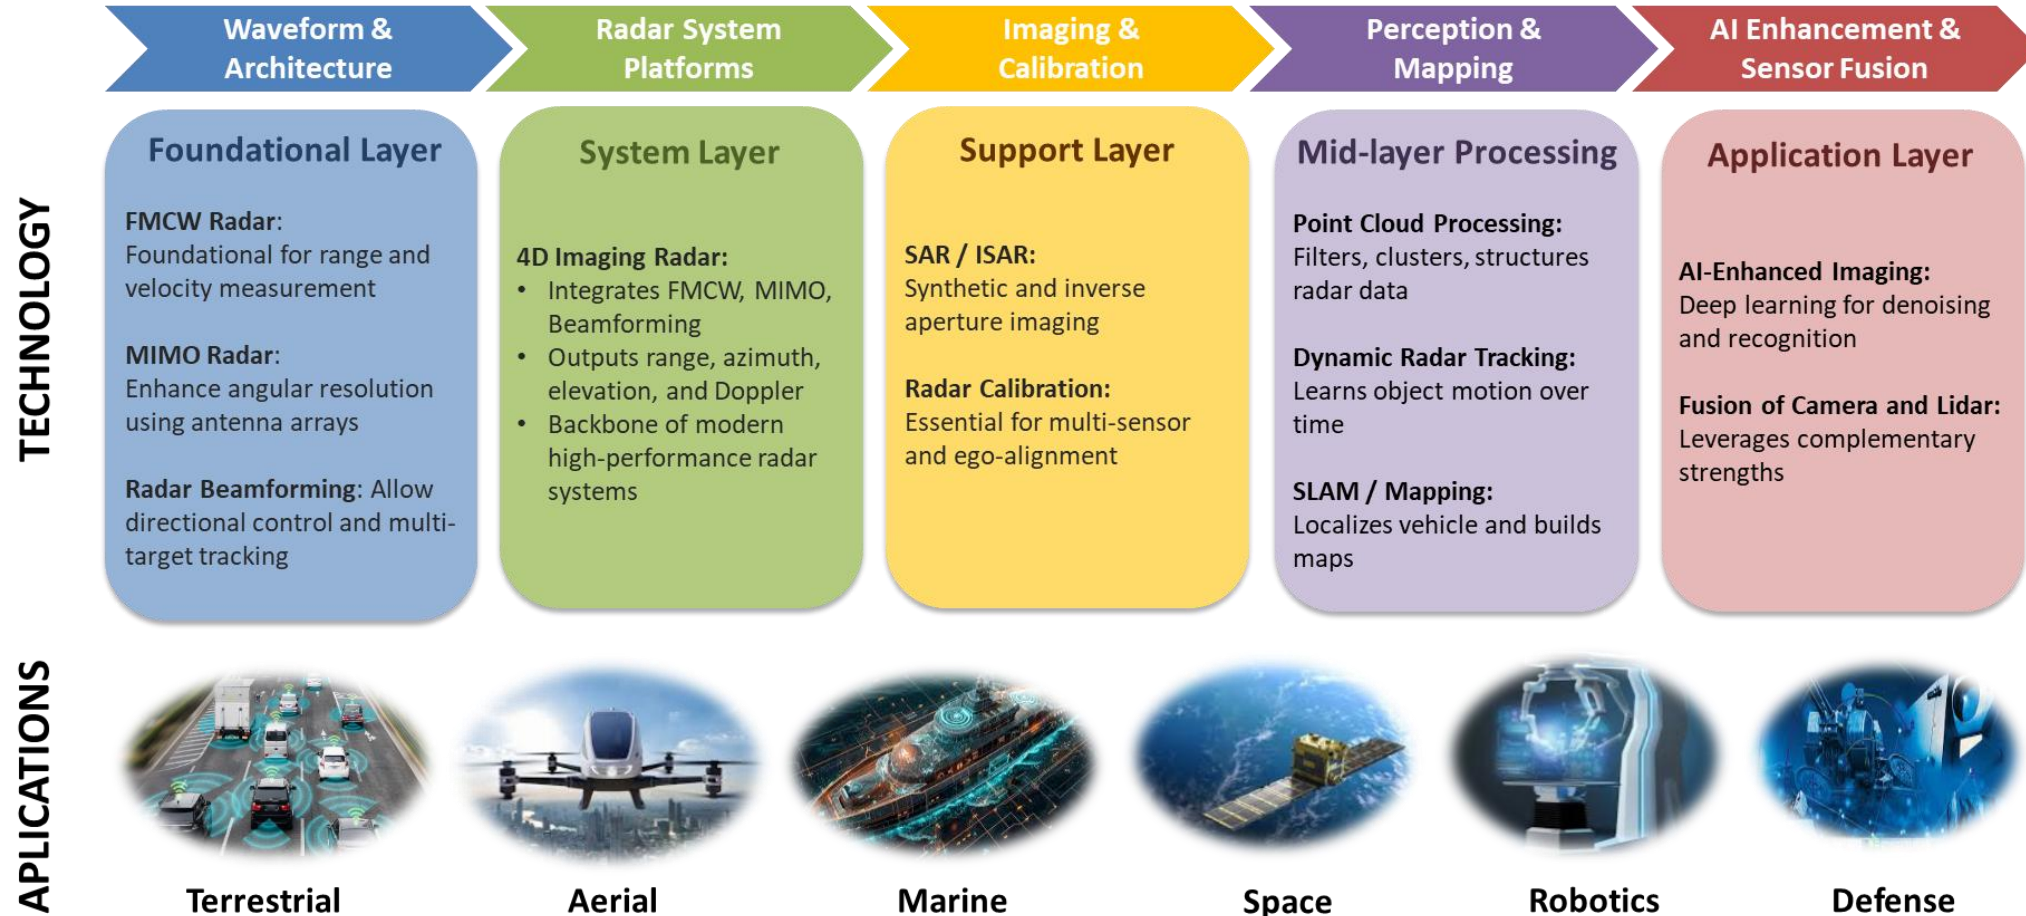 Waveform &
Architecture
Radar System
Platforms
Imaging &
Calibration
Perception &
Mapping
AI Enhancement &
Sensor Fusion
TECHNOLOGY
Foundational Layer
FMCW Radar:
Foundational for range and
velocity measurement
MIMO Radar:
Enhance angular resolution
using antenna arrays
Radar Beamforming: Allow
directional control and multi-
target tracking
System Layer
4D Imaging Radar:
• Integrates FMCW, MIMO,
Beamforming
• Outputs range, azimuth,
elevation, and Doppler
• Backbone of modern
high-performance radar
systems
Support Layer
SAR / ISAR:
Synthetic and inverse
aperture imaging
Radar Calibration:
Essential for multi-sensor
and ego-alignment
Mid-layer Processing
Point Cloud Processing:
Filters, clusters, structures
radar data
Dynamic Radar Tracking:
Learns object motion over
time
SLAM / Mapping:
Localizes vehicle and builds
maps
Application Layer
AI-Enhanced Imaging:
Deep learning for denoising
and recognition
Fusion of Camera and Lidar:
Leverages complementary
strengths
APLICATIONS
Terrestrial
Aerial
Marine
Space
Robotics
Defense